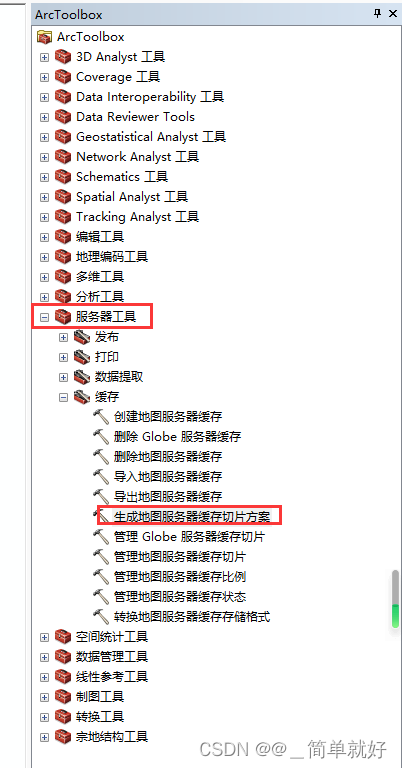 ArcToolbox
ArcToolbox
3D Analyst 工具
Coverage 工具
Data Interoperability 工具
Data Reviewer Tools
Geostatistical Analyst 工具
Network Analyst 工具
Schematics 工具
Spatial Analyst 工具
Tracking Analyst 工具
编辑工具
地理编码工具
多维工具
分析工具
服务器工具
发布
打印
数据提取
缓存
创建地图服务器缓存
删除 Globe 服务器缓存
删除地图服务器缓存
导入地图服务器缓存
导出地图服务器缓存
生成地图服务器缓存切片方案
管理 Globe 服务器缓存切片
管理地图服务器缓存切片
管理地图服务器缓存比例
管理地图服务器缓存状态
转换地图服务器缓存存储格式
空间统计工具
数据管理工具
线性参考工具
制图工具
转换工具
宗地结构工具
CSDN @@__简单就好